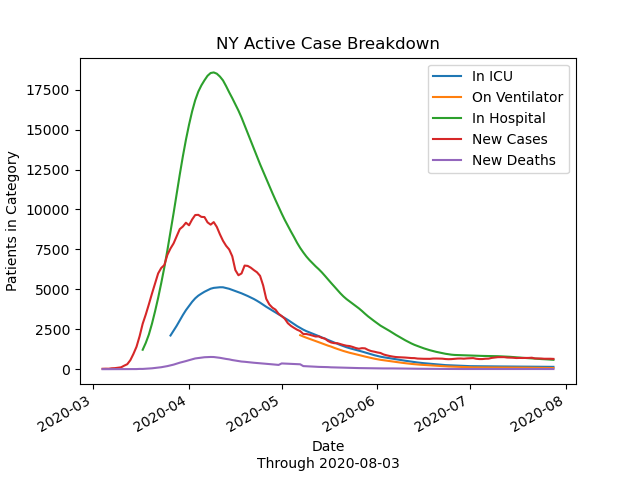 NY Active Case Breakdown
In ICU
On Ventilator
In Hospital
New Cases
New Deaths
Patients in Category
17500
15000
12500
10000
7500
5000
2500
0
2020-03
2020-04
2020-05
2020-06
2020-07
2020-08
Date
Through 2020-08-03